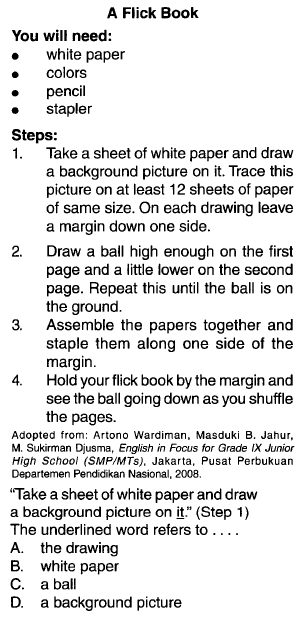 A Flick Book
You will need:
● white paper
● colors
● pencil
● stapler
Steps:
1. Take a sheet of white paper and draw
a background picture on it. Trace this
picture on at least 12 sheets of paper
of same size. On each drawing leave
a margin down one side.
2. Draw a ball high enough on the first
page and a little lower on the second
page. Repeat this until the ball is on
the ground.
3. Assemble the papers together and
staple them along one side of the
margin.
4. Hold your flick book by the margin and
see the ball going down as you shuffle
the pages.
Adopted from: Artono Wardiman, Masduki B. Jahur,
M. Sukirman Djusma, English in Focus for Grade IX Junior
High School (SMP/MTs), Jakarta, Pusat Perbukuan
Departemen Pendidikan Nasional, 2008.
“Take a sheet of white paper and draw
a background picture on it.” (Step 1)
The underlined word refers to . . . .
A. the drawing
B. white paper
C. a ball
D. a background picture